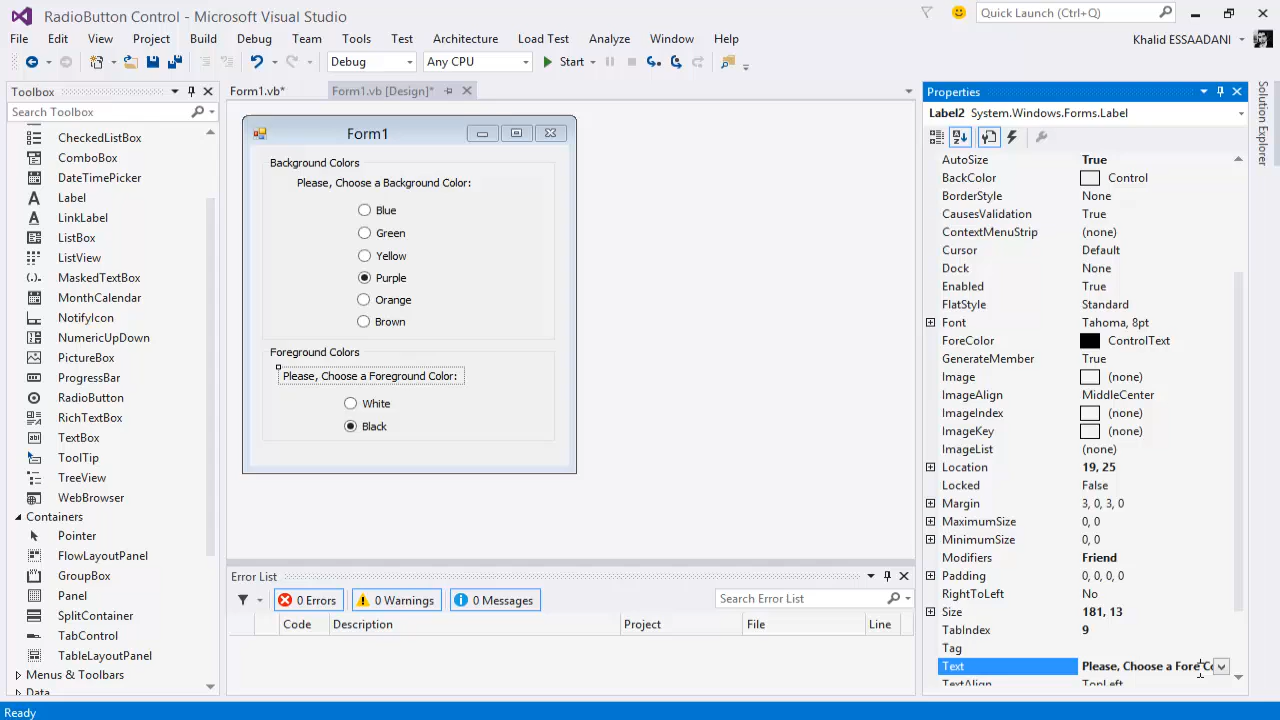 RadioButton Control - Microsoft Visual Studio
Quick Launch (Ctrl+Q)
File Edit View Project Build Debug Team Tools Test Architecture Load Test Analyze Window Help
Khalid ESSAADANI
Debug Any CPU Start
Toolbox
Search Toolbox
CheckedListBox
ComboBox
DateTimePicker
Label
LinkLabel
ListBox
ListView
MaskedTextBox
MonthCalendar
NotifyIcon
NumericUpDown
PictureBox
ProgressBar
RadioButton
RichTextBox
TextBox
ToolTip
TreeView
WebBrowser
Containers
Pointer
FlowLayoutPanel
GroupBox
Panel
SplitContainer
TabControl
TableLayoutPanel
Menus & Toolbars
Data
Form1.vb* Form1.vb [Design]*
Form1
Background Colors
Please, Choose a Background Color:
Blue
Green
Yellow
Purple
Orange
Brown
Foreground Colors
Please, Choose a Foreground Color:
White
Black
Error List
0 Errors 0 Warnings 0 Messages
Search Error List
Code Description Project File Line
Properties
Label2 System.Windows.Forms.Label
AutoSize True
BackColor Control
BorderStyle None
CausesValidation True
ContextMenuStrip (none)
Cursor Default
Dock None
Enabled True
FlatStyle Standard
Font Tahoma, 8pt
ForeColor ControlText
GenerateMember True
Image (none)
ImageAlign MiddleCenter
ImageIndex (none)
ImageKey (none)
ImageList (none)
Location 19, 25
Locked False
Margin 3, 0, 3, 0
MaximumSize 0, 0
MinimumSize 0, 0
Modifiers Friend
Padding 0, 0, 0, 0
RightToLeft No
Size 181, 13
TabIndex 9
Tag
Text Please, Choose a Fore
TextAlign TopLeft
Solution Explorer
Ready